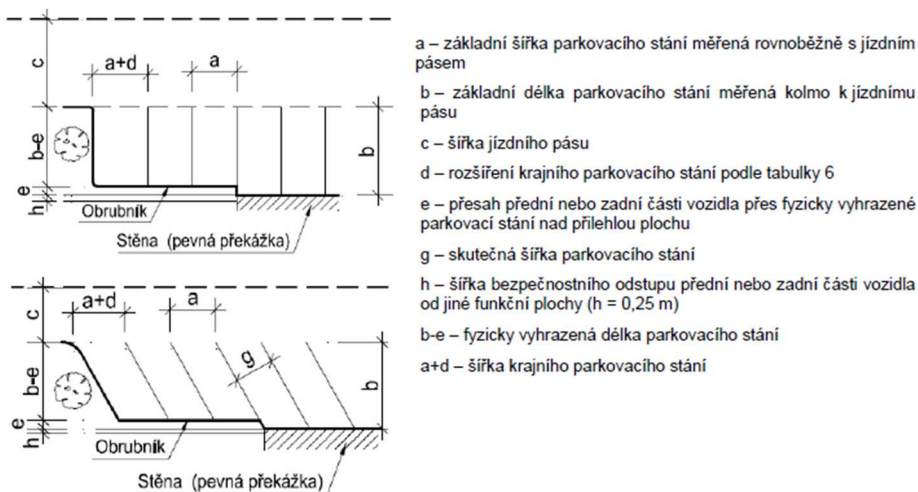 c
a+d
a
b-e
b
e
h
Obrubník
Stěna (pevná překážka)
c
a+d
a
g
b-e
b
e
h
Obrubník
Stěna (pevná překážka)
a – základní šířka parkovacího stání měřená rovnoběžně s jízdním
pásem
b – základní délka parkovacího stání měřená kolmo k jízdnímu
pásu
c – šířka jízdního pásu
d – rozšíření krajního parkovacího stání podle tabulky 6
e – přesah přední nebo zadní části vozidla přes fyzicky vyhrazené
parkovací stání nad přilehlou plochu
g – skutečná šířka parkovacího stání
h – šířka bezpečnostního odstupu přední nebo zadní části vozidla
od jiné funkční plochy (h = 0,25 m)
b-e – fyzicky vyhrazená délka parkovacího stání
a+d – šířka krajního parkovacího stání